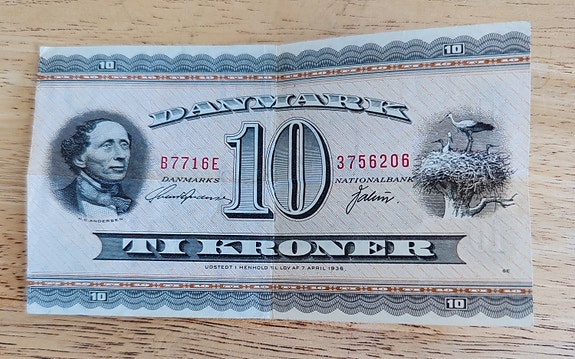 10 10
DANMARK
10
B7716E 3756206
DANMARKS NATIONALBANK
H.C. ANDERSEN
TI KRONER
UDSTEDT I HENHOLD TIL LOV AF 7 APRIL 1936
10 10